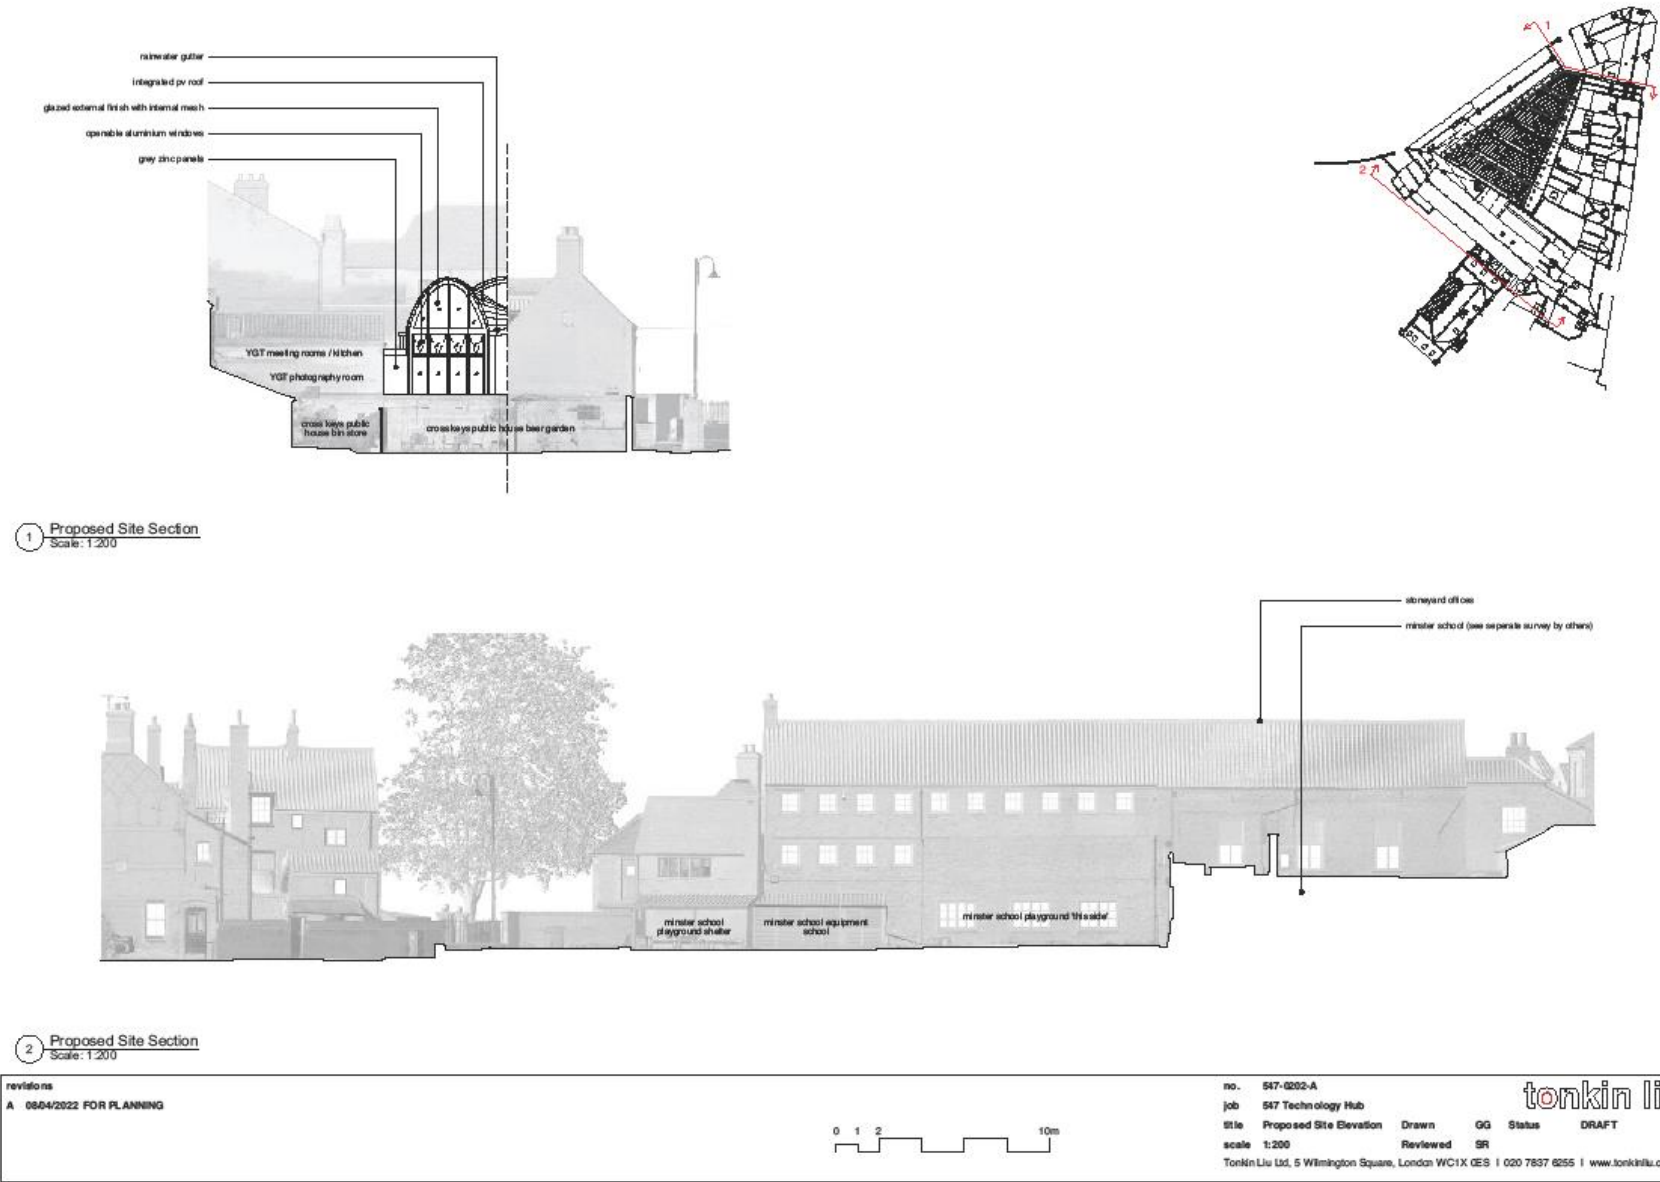 rainwater gutter
integrated pv roof
glazed external finish with internal mesh
openable aluminium windows
grey zinc panels
1
2
YGT meeting rooms / kitchen
YGT photography room
cross keys public
house bin store
cross keys public house beer garden
1 Proposed Site Section
Scale: 1:200
stoneyard offices
minster school (see seperate survey by others)
minster school
playground shelter
minster school equipment
school
minster school playground 'this side'
2 Proposed Site Section
Scale: 1:200
revisions
A 08/04/2022 FOR PLANNING
0 1 2 10m
no. 547-0202-A
job 547 Technology Hub
title Proposed Site Elevation Drawn GG Status DRAFT
scale 1:200 Reviewed SR
Tonkin Liu Ltd, 5 Wilmington Square, London WC1X 0ES | 020 7837 6255 | www.tonkinliu.c
tonkin li